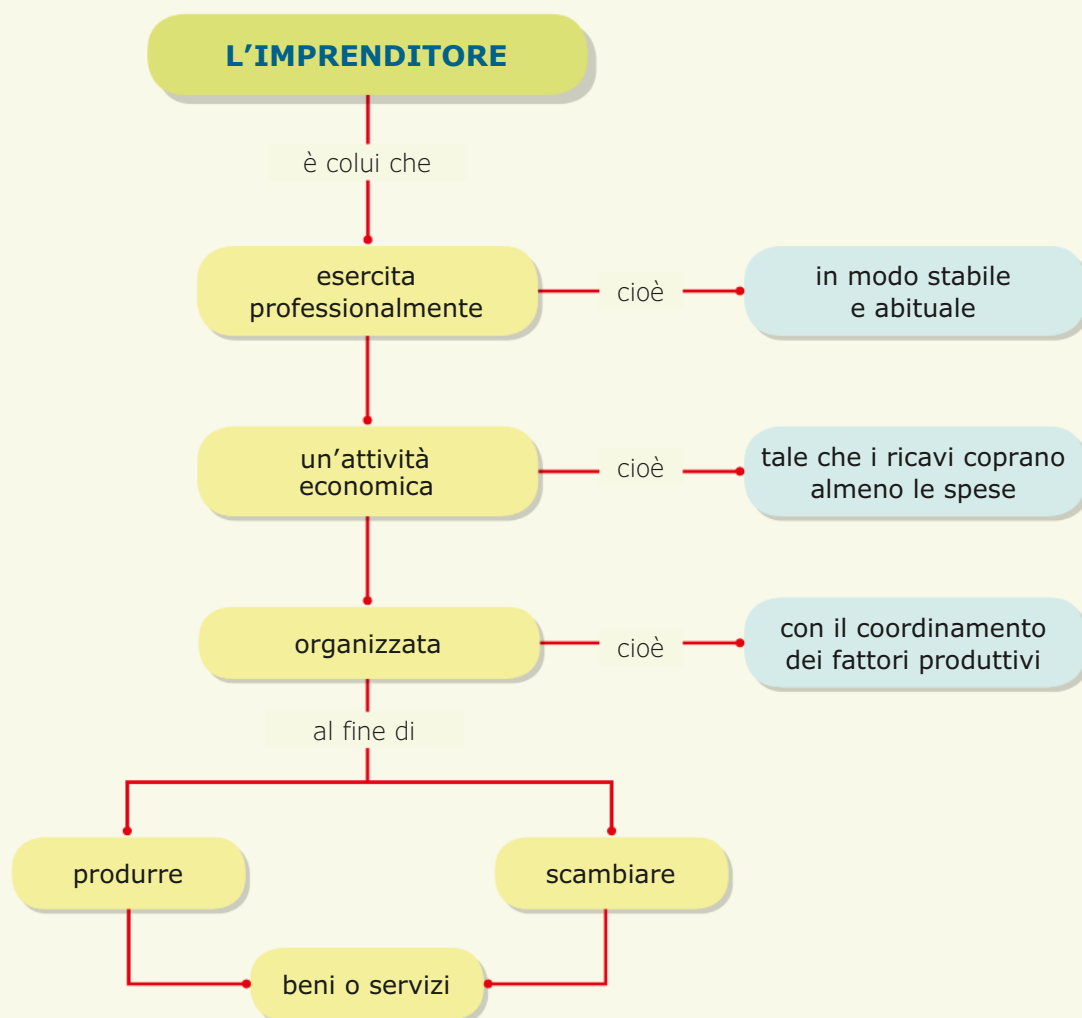 L’IMPRENDITORE
è colui che
esercita
professionalmente
cioè
in modo stabile
e abituale
un’attività
economica
cioè
tale che i ricavi coprano
almeno le spese
organizzata
cioè
con il coordinamento
dei fattori produttivi
al fine di
produrre
scambiare
beni o servizi